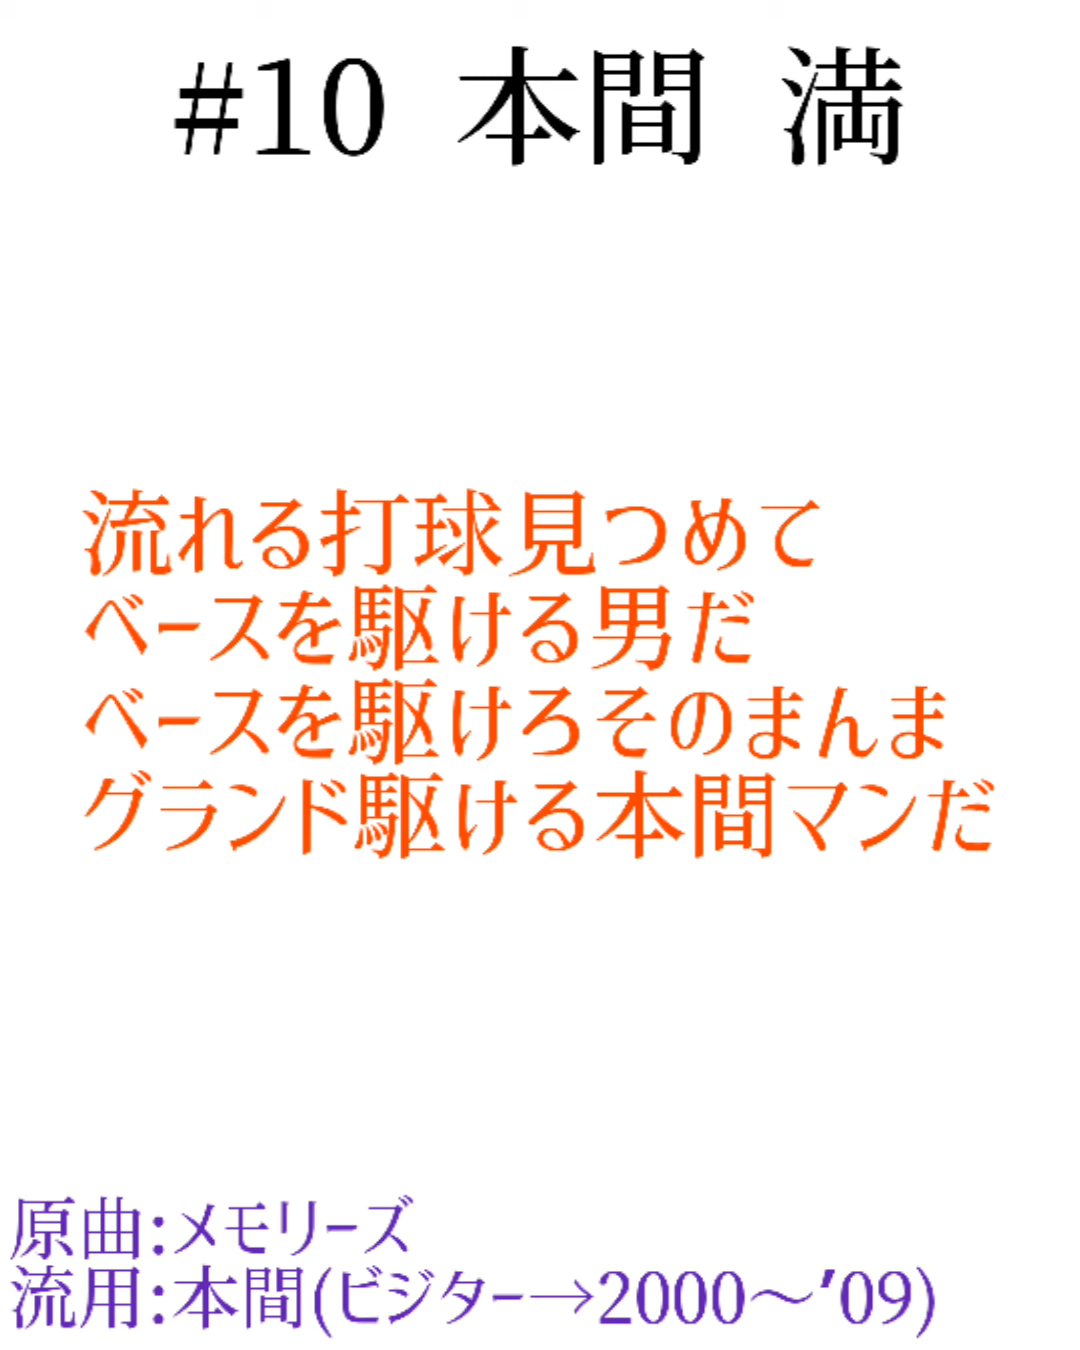 #10 本間 満
流れる打球見つめて
ベースを駆ける男だ
ベースを駆けろそのまんま
グランド駆ける本間マンだ
原曲:メモリーズ
流用:本間(ビジター→2000～'09)